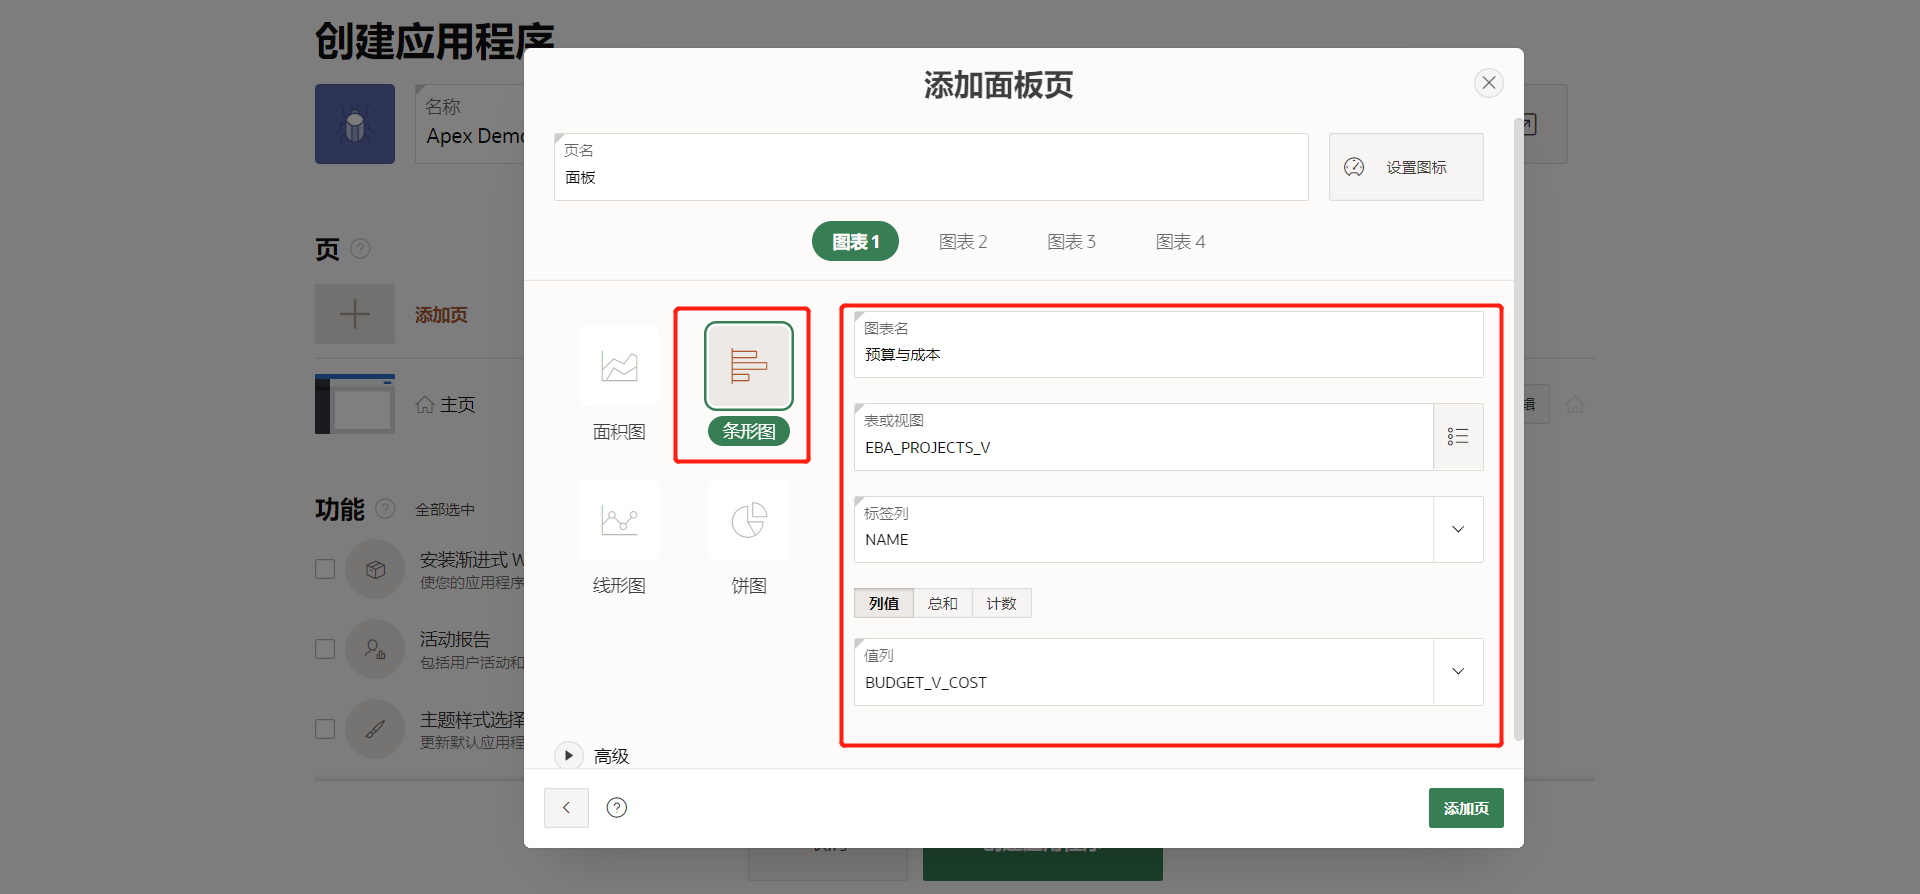 创建应用程序
名称
Apex Demo
页
添加页
主页
功能
全部选中
安装渐进式 W
使您的应用程序
活动报告
包括用户活动和
主题样式选择
更新默认应用程
添加面板页
页名
面板
设置图标
图表 1
图表 2
图表 3
图表 4
面积图
条形图
线形图
饼图
图表名
预算与成本
表或视图
EBA_PROJECTS_V
标签列
NAME
列值
总和
计数
值列
BUDGET_V_COST
高级
添加页